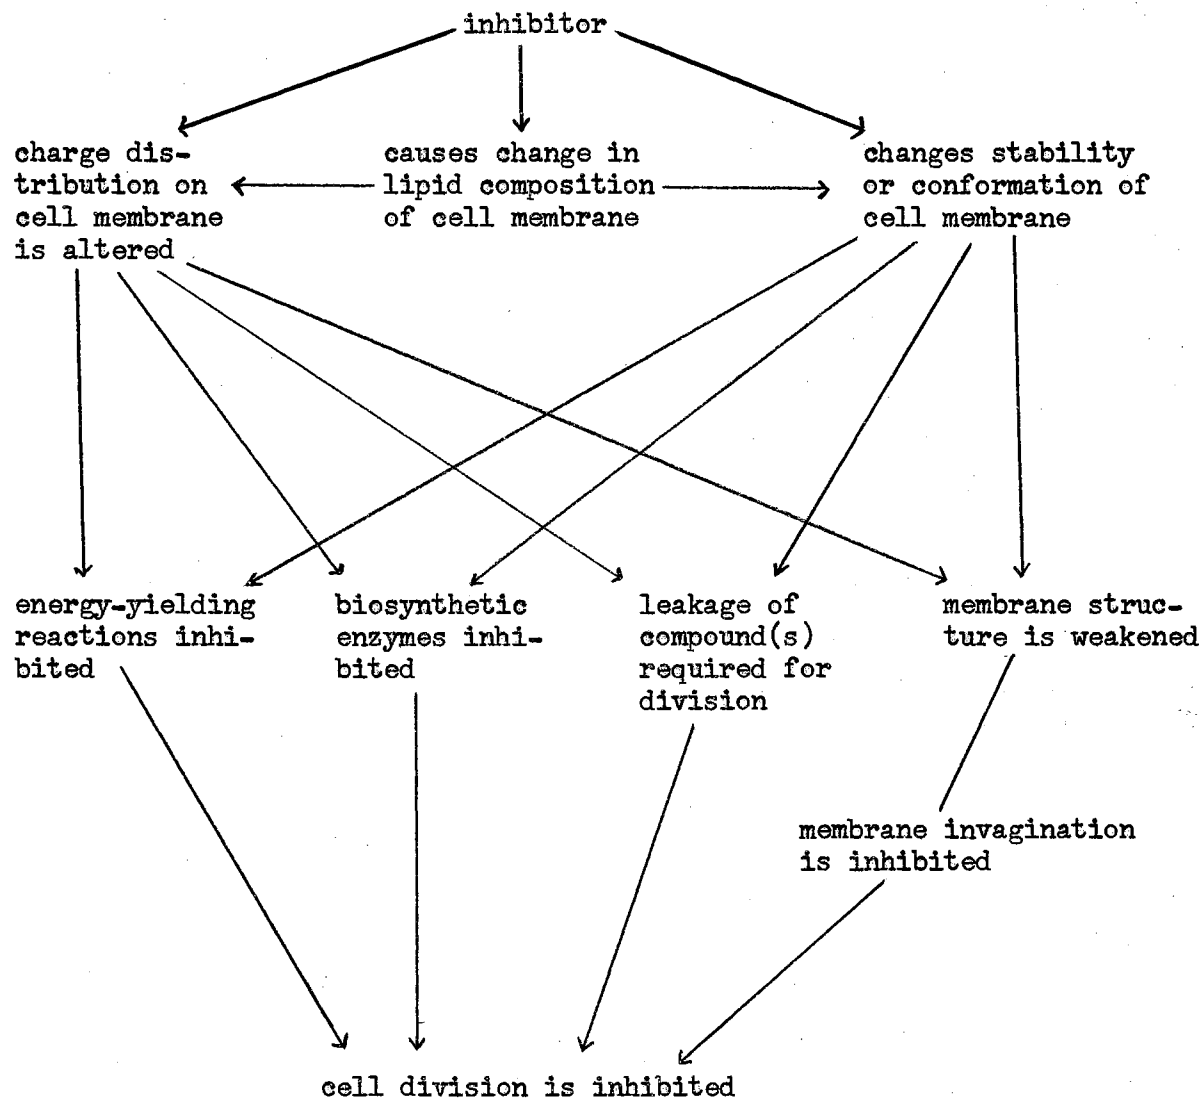 inhibitor
charge dis-
tribution on
cell membrane
is altered
causes change in
lipid composition
of cell membrane
changes stability
or conformation of
cell membrane
energy-yielding
reactions inhi-
bited
biosynthetic
enzymes inhi-
bited
leakage of
compound(s)
required for
division
membrane struc-
ture is weakened
membrane invagination
is inhibited
cell division is inhibited